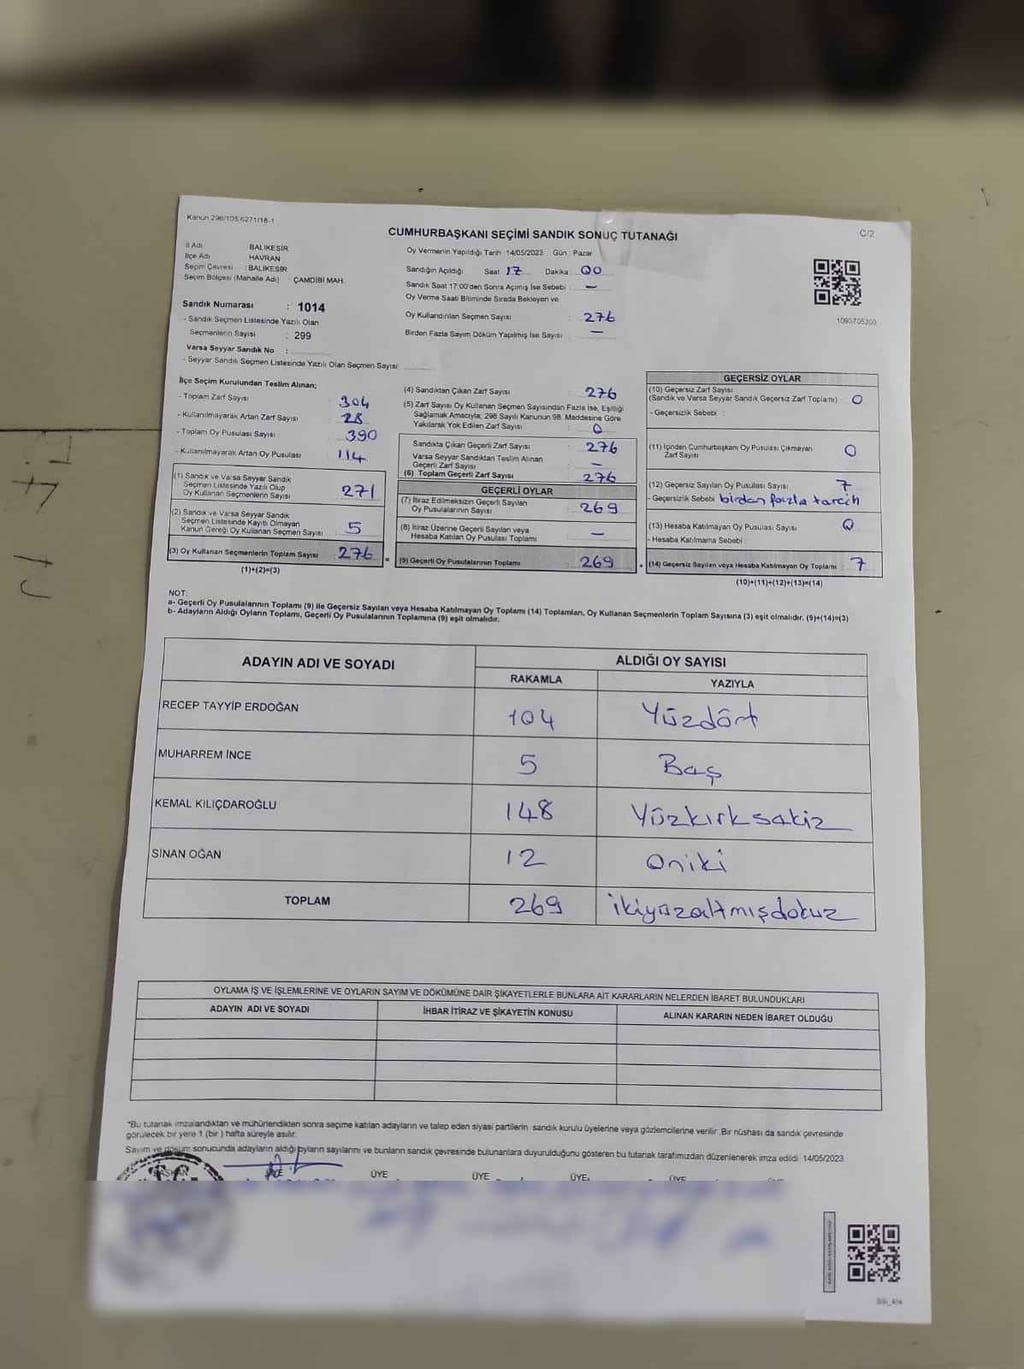 Kanun 298/105,6271/18-1
C/2
CUMHURBAŞKANI SEÇİMİ SANDIK SONUÇ TUTANAĞI
İl Adı : BALIKESİR
İlçe Adı : HAVRAN
Seçim Çevresi : BALIKESİR
Seçim Bölgesi (Mahalle Adı) : ÇAMDİBİ MAH.
Sandık Numarası : 1014
- Sandık Seçmen Listesinde Yazılı Olan
Seçmenlerin Sayısı : 299
Varsa Seyyar Sandık No :
- Seyyar Sandık Seçmen Listesinde Yazılı Olan Seçmen Sayısı:
Oy Vermenin Yapıldığı Tarih 14/05/2023 Gün : Pazar
Sandığın Açıldığı Saat 17 Dakika 00
Sandık Saat 17:00'den Sonra Açılmış İse Sebebi : —
Oy Verme Saati Bitiminde Sırada Bekleyen ve
Oy Kullandırılan Seçmen Sayısı : 276
Birden Fazla Sayım Döküm Yapılmış İse Sayısı : —
1090705200
İlçe Seçim Kurulundan Teslim Alınan;
- Toplam Zarf Sayısı : 304
- Kullanılmayarak Artan Zarf Sayısı : 28
- Toplam Oy Pusulası Sayısı : 390
- Kullanılmayarak Artan Oy Pusulası : 114
(1) Sandık ve Varsa Seyyar Sandık
Seçmen Listesinde Yazılı Olup
Oy Kullanan Seçmenlerin Sayısı : 271
(2) Sandık ve Varsa Seyyar Sandık
Seçmen Listesinde Kayıtlı Olmayan
Kanun Gereği Oy Kullanan Seçmen Sayısı : 5
(3) Oy Kullanan Seçmenlerin Toplam Sayısı : 276
(1)+(2)=(3)
(4) Sandıktan Çıkan Zarf Sayısı : 276
(5) Zarf Sayısı Oy Kullanan Seçmen Sayısından Fazla İse, Eşitliği
Sağlamak Amacıyla; 298 Sayılı Kanunun 98. Maddesine Göre
Yakılarak Yok Edilen Zarf Sayısı : 0
Sandıkta Çıkan Geçerli Zarf Sayısı : 276
Varsa Seyyar Sandıktan Teslim Alınan
Geçerli Zarf Sayısı : —
(6) Toplam Geçerli Zarf Sayısı : 276
GEÇERLİ OYLAR
(7) İtiraz Edilmeksizin Geçerli Sayılan
Oy Pusulalarının Sayısı : 269
(8) İtiraz Üzerine Geçerli Sayılan veya
Hesaba Katılan Oy Pusulası Toplamı : —
(9) Geçerli Oy Pusulalarının Toplamı : 269
GEÇERSİZ OYLAR
(10) Geçersiz Zarf Sayısı
(Sandık ve Varsa Seyyar Sandık Geçersiz Zarf Toplamı) : 0
- Geçersizlik Sebebi :
(11) İçinden Cumhurbaşkanı Oy Pusulası Çıkmayan
Zarf Sayısı : 0
(12) Geçersiz Sayılan Oy Pusulası Sayısı : 7
- Geçersizlik Sebebi : birden fazla tercih
(13) Hesaba Katılmayan Oy Pusulası Sayısı : 0
- Hesaba Katılmama Sebebi :
(14) Geçersiz Sayılan veya Hesaba Katılmayan Oy Toplamı : 7
(10)+(11)+(12)+(13)=(14)
NOT:
a- Geçerli Oy Pusulalarının Toplamı (9) ile Geçersiz Sayılan veya Hesaba Katılmayan Oy Toplamı (14) Toplamları, Oy Kullanan Seçmenlerin Toplam Sayısına (3) eşit olmalıdır. (9)+(14)=(3)
b- Adayların Aldığı Oyların Toplamı, Geçerli Oy Pusulalarının Toplamına (9) eşit olmalıdır.
ADAYIN ADI VE SOYADI ALDIĞI OY SAYISI
RAKAMLA YAZIYLA
RECEP TAYYİP ERDOĞAN 104 Yüzdört
MUHARREM İNCE 5 Beş
KEMAL KILIÇDAROĞLU 148 Yüzkırksekiz
SİNAN OĞAN 12 Oniki
TOPLAM 269 ikiyüzaltmışdokuz
OYLAMA İŞ VE İŞLEMLERİNE VE OYLARIN SAYIM VE DÖKÜMÜNE DAİR ŞİKAYETLERLE BUNLARA AİT KARARLARIN NELERDEN İBARET BULUNDUKLARI
ADAYIN ADI VE SOYADI İHBAR İTİRAZ VE ŞİKAYETİN KONUSU ALINAN KARARIN NEDEN İBARET OLDUĞU
*Bu tutanak imzalandıktan ve mühürlendikten sonra seçime katılan adayların ve talep eden siyasi partilerin sandık kurulu üyelerine veya gözlemcilerine verilir. Bir nüshası da sandık çevresinde
görülecek bir yere 1 (bir) hafta süreyle asılır.
Sayım ve döküm sonucunda adayların aldığı oyların sayılarını ve bunların sandık çevresinde bulunanlara duyurulduğunu gösteren bu tutanak tarafımızdan düzenlenerek imza edildi. 14/05/2023
BAŞKAN ÜYE ÜYE ÜYE ÜYE
T.C.